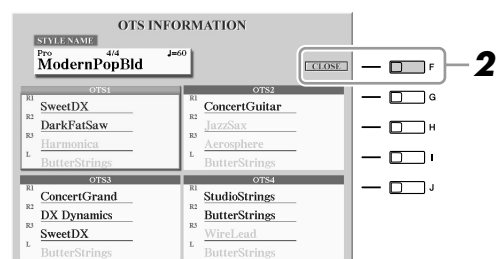 OTS INFORMATION
STYLE NAME
Pro 4/4 ♩=60
ModernPopBld
CLOSE
F
2
G
H
I
J
OTS1
R1 SweetDX
R2 DarkFatSaw
R3 Harmonica
L ButterStrings
OTS2
R1 ConcertGuitar
R2 JazzSax
R3 Aerosphere
L ButterStrings
OTS3
R1 ConcertGrand
R2 DX Dynamics
R3 SweetDX
L ButterStrings
OTS4
R1 StudioStrings
R2 ButterStrings
R3 WireLead
L ButterStrings